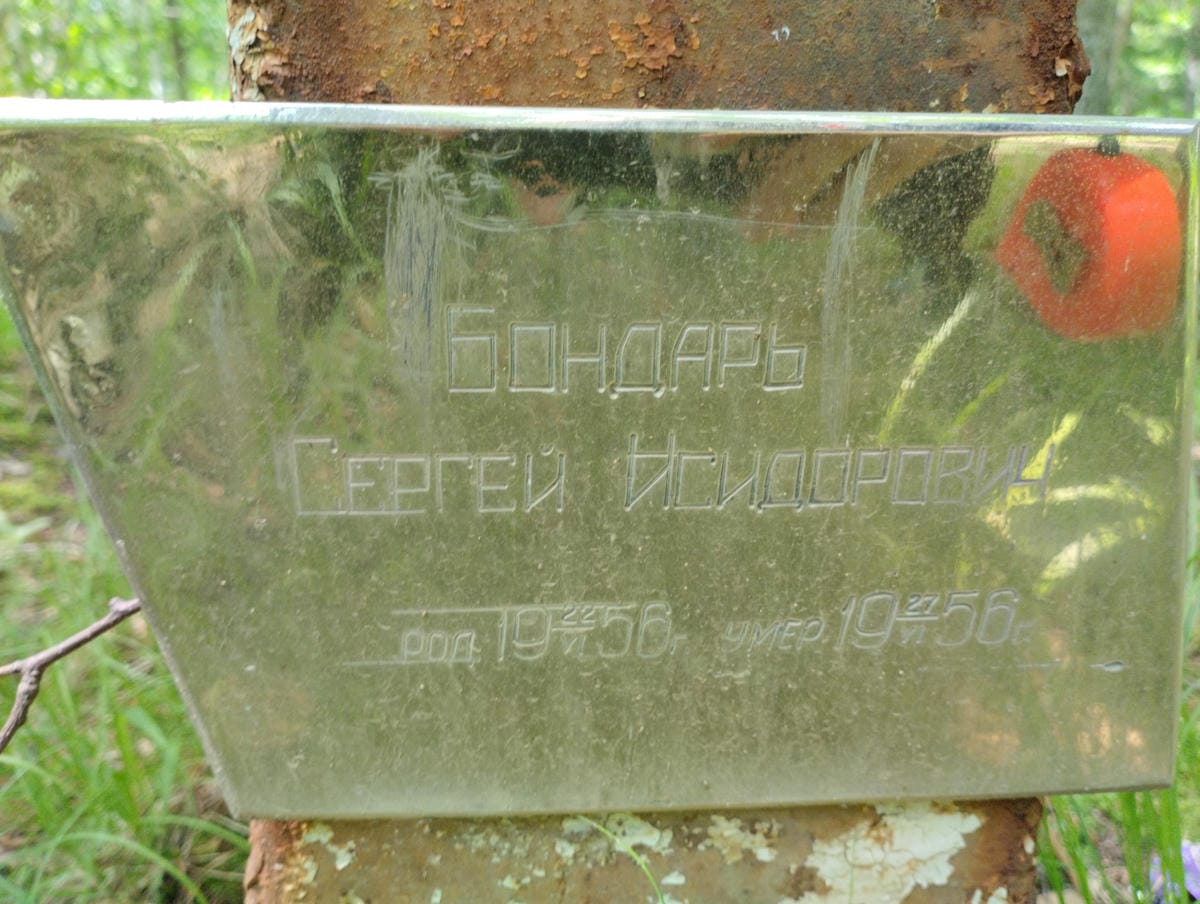 Бондарь
Сергей Исидорович
род. 19 22/VI 56 г. умер. 19 27/VI 56 г.